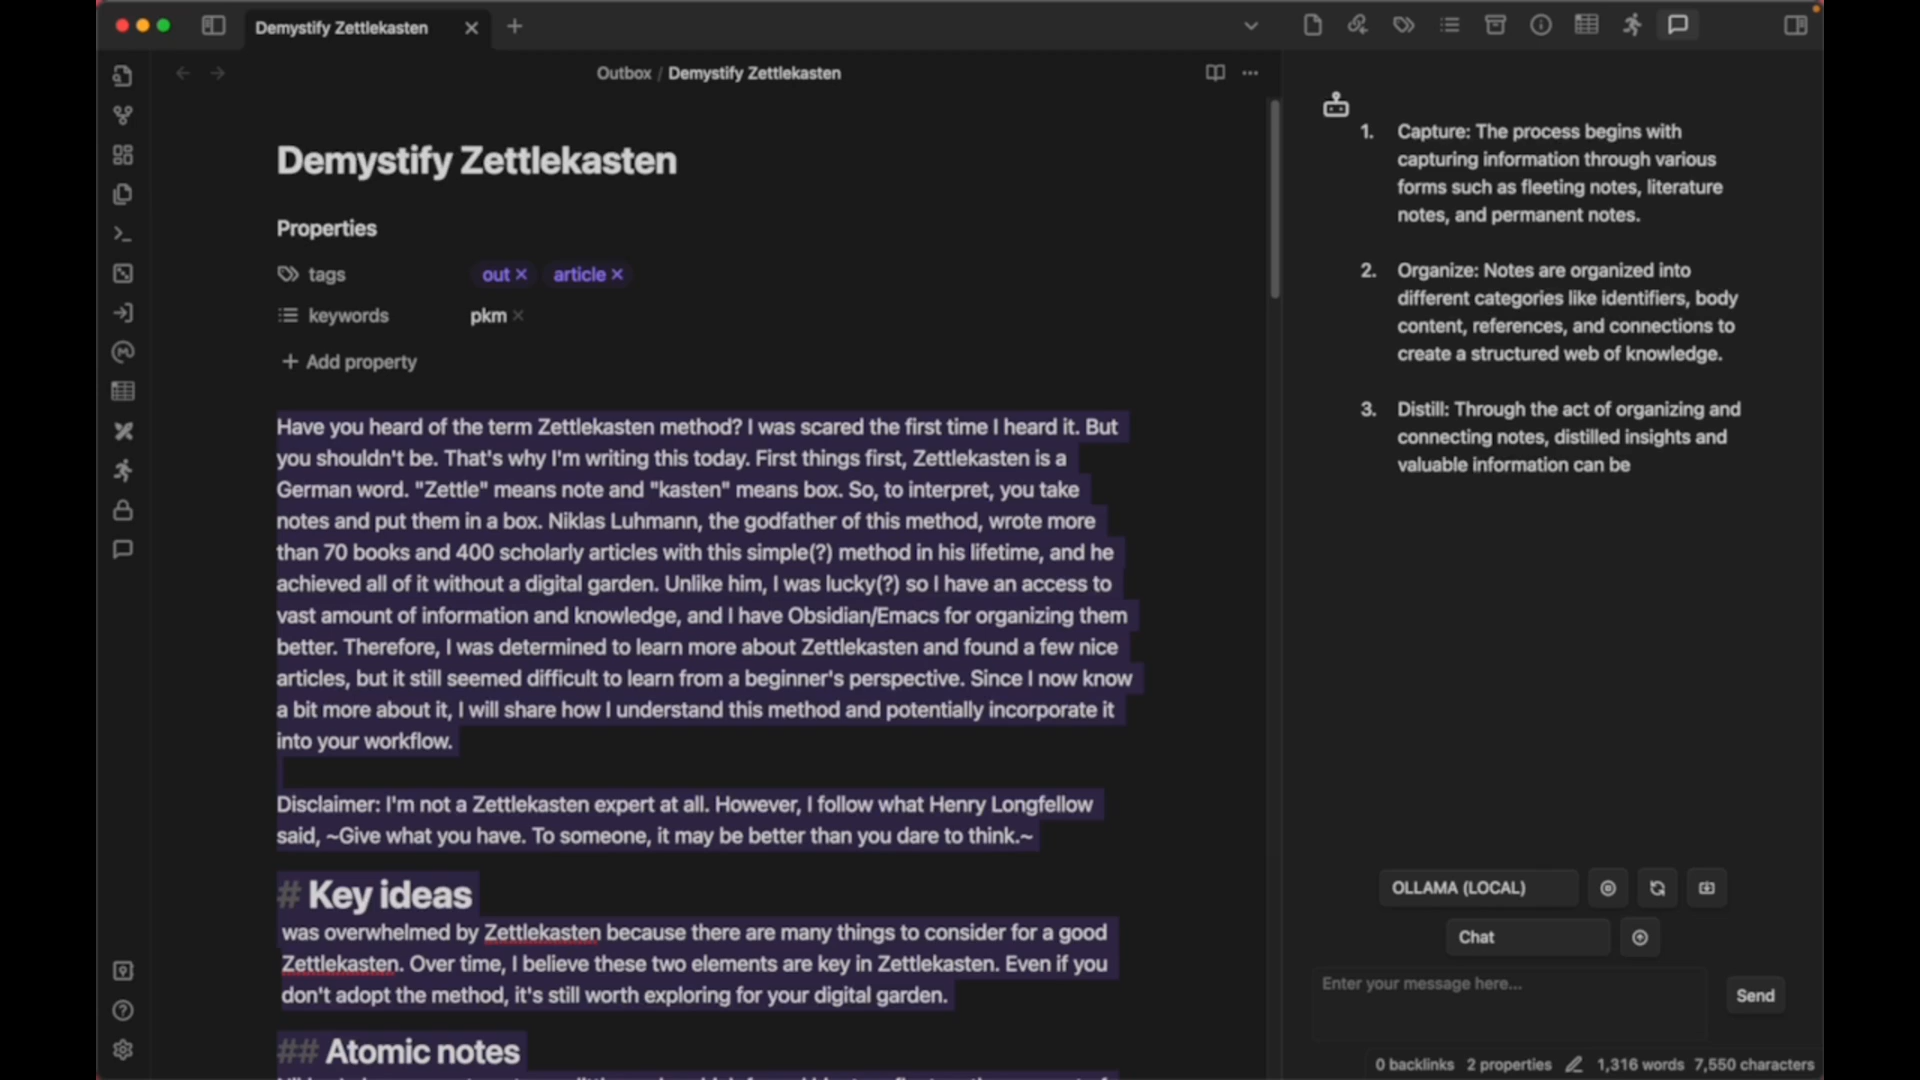 Demystify Zettlekasten
Outbox / Demystify Zettlekasten
Demystify Zettlekasten
Properties
tags out article
keywords pkm
Add property
Have you heard of the term Zettlekasten method? I was scared the first time I heard it. But
you shouldn't be. That's why I'm writing this today. First things first, Zettlekasten is a
German word. "Zettle" means note and "kasten" means box. So, to interpret, you take
notes and put them in a box. Niklas Luhmann, the godfather of this method, wrote more
than 70 books and 400 scholarly articles with this simple(?) method in his lifetime, and he
achieved all of it without a digital garden. Unlike him, I was lucky(?) so I have an access to
vast amount of information and knowledge, and I have Obsidian/Emacs for organizing them
better. Therefore, I was determined to learn more about Zettlekasten and found a few nice
articles, but it still seemed difficult to learn from a beginner's perspective. Since I now know
a bit more about it, I will share how I understand this method and potentially incorporate it
into your workflow.
Disclaimer: I'm not a Zettlekasten expert at all. However, I follow what Henry Longfellow
said, ~Give what you have. To someone, it may be better than you dare to think.~
# Key ideas
was overwhelmed by Zettlekasten because there are many things to consider for a good
Zettlekasten. Over time, I believe these two elements are key in Zettlekasten. Even if you
don't adopt the method, it's still worth exploring for your digital garden.
## Atomic notes
1. Capture: The process begins with
capturing information through various
forms such as fleeting notes, literature
notes, and permanent notes.
2. Organize: Notes are organized into
different categories like identifiers, body
content, references, and connections to
create a structured web of knowledge.
3. Distill: Through the act of organizing and
connecting notes, distilled insights and
valuable information can be
OLLAMA (LOCAL)
Chat
Enter your message here...
Send
0 backlinks 2 properties 1,316 words 7,550 characters